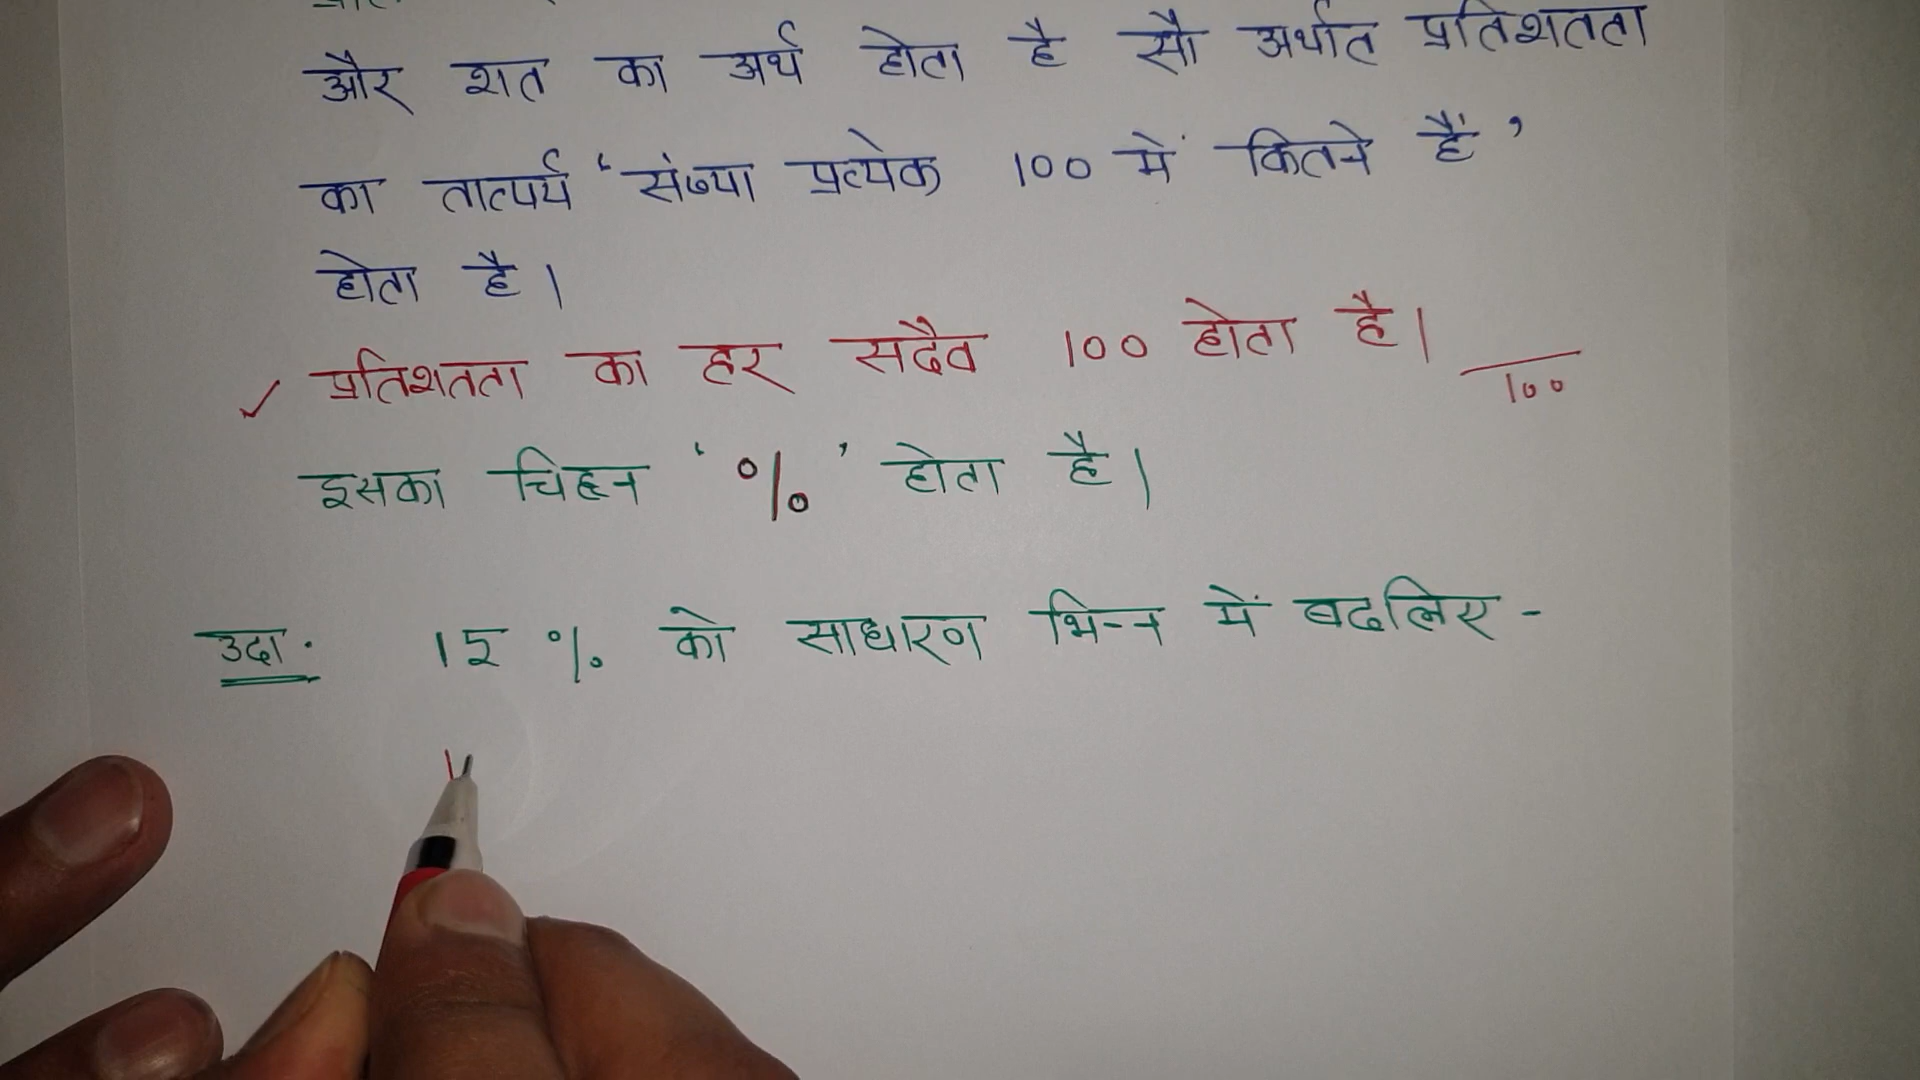 और शत का अर्थ होता है सौ अर्थात प्रतिशतता
का तात्पर्य ‘संख्या प्रत्येक 100 में कितने हैं’
होता है।
✓ प्रतिशतता का हर सदैव 100 होता है। —/100
इसका चिह्न ‘%’ होता है।
उदा. 15 % को साधारण भिन्न में बदलिए -